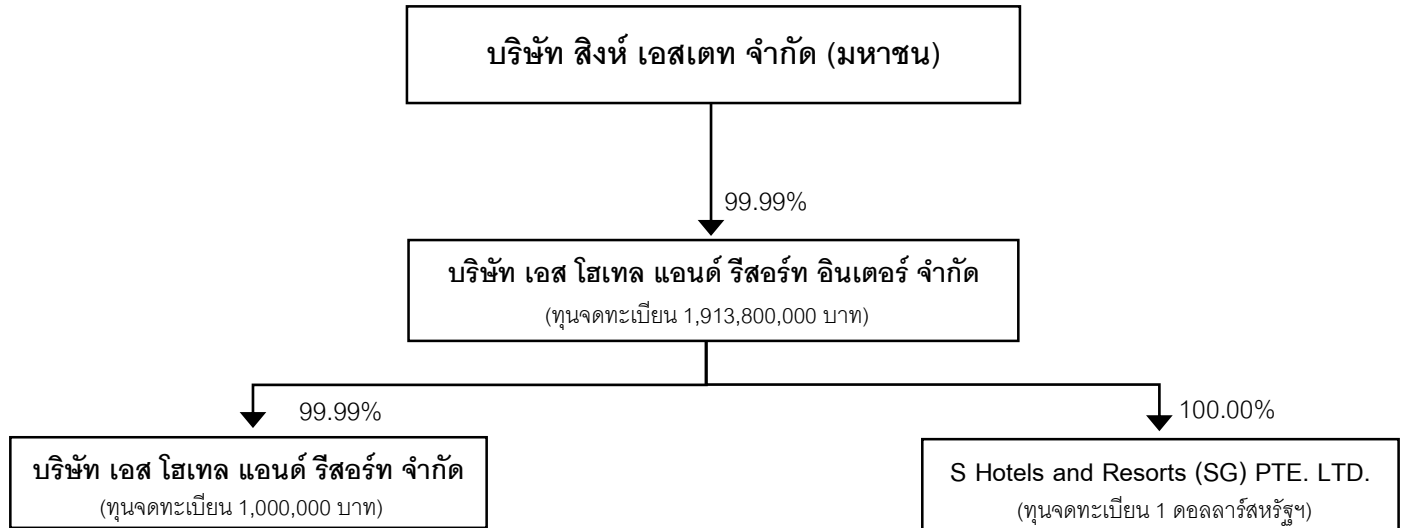 บริษัท สิงห์ เอสเตท จำกัด (มหาชน)
99.99%
บริษัท เอส โฮเทล แอนด์ รีสอร์ท อินเตอร์ จำกัด
(ทุนจดทะเบียน 1,913,800,000 บาท)
99.99%
100.00%
บริษัท เอส โฮเทล แอนด์ รีสอร์ท จำกัด
(ทุนจดทะเบียน 1,000,000 บาท)
S Hotels and Resorts (SG) PTE. LTD.
(ทุนจดทะเบียน 1 ดอลลาร์สหรัฐฯ)